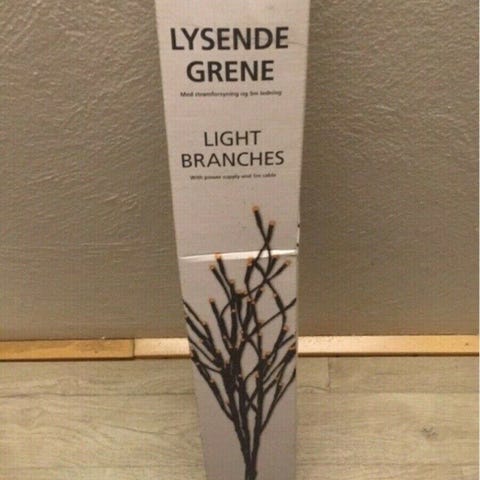 LYSENDE
GRENE
Med strømforsyning og 5m ledning
LIGHT
BRANCHES
With power supply and 5m cable